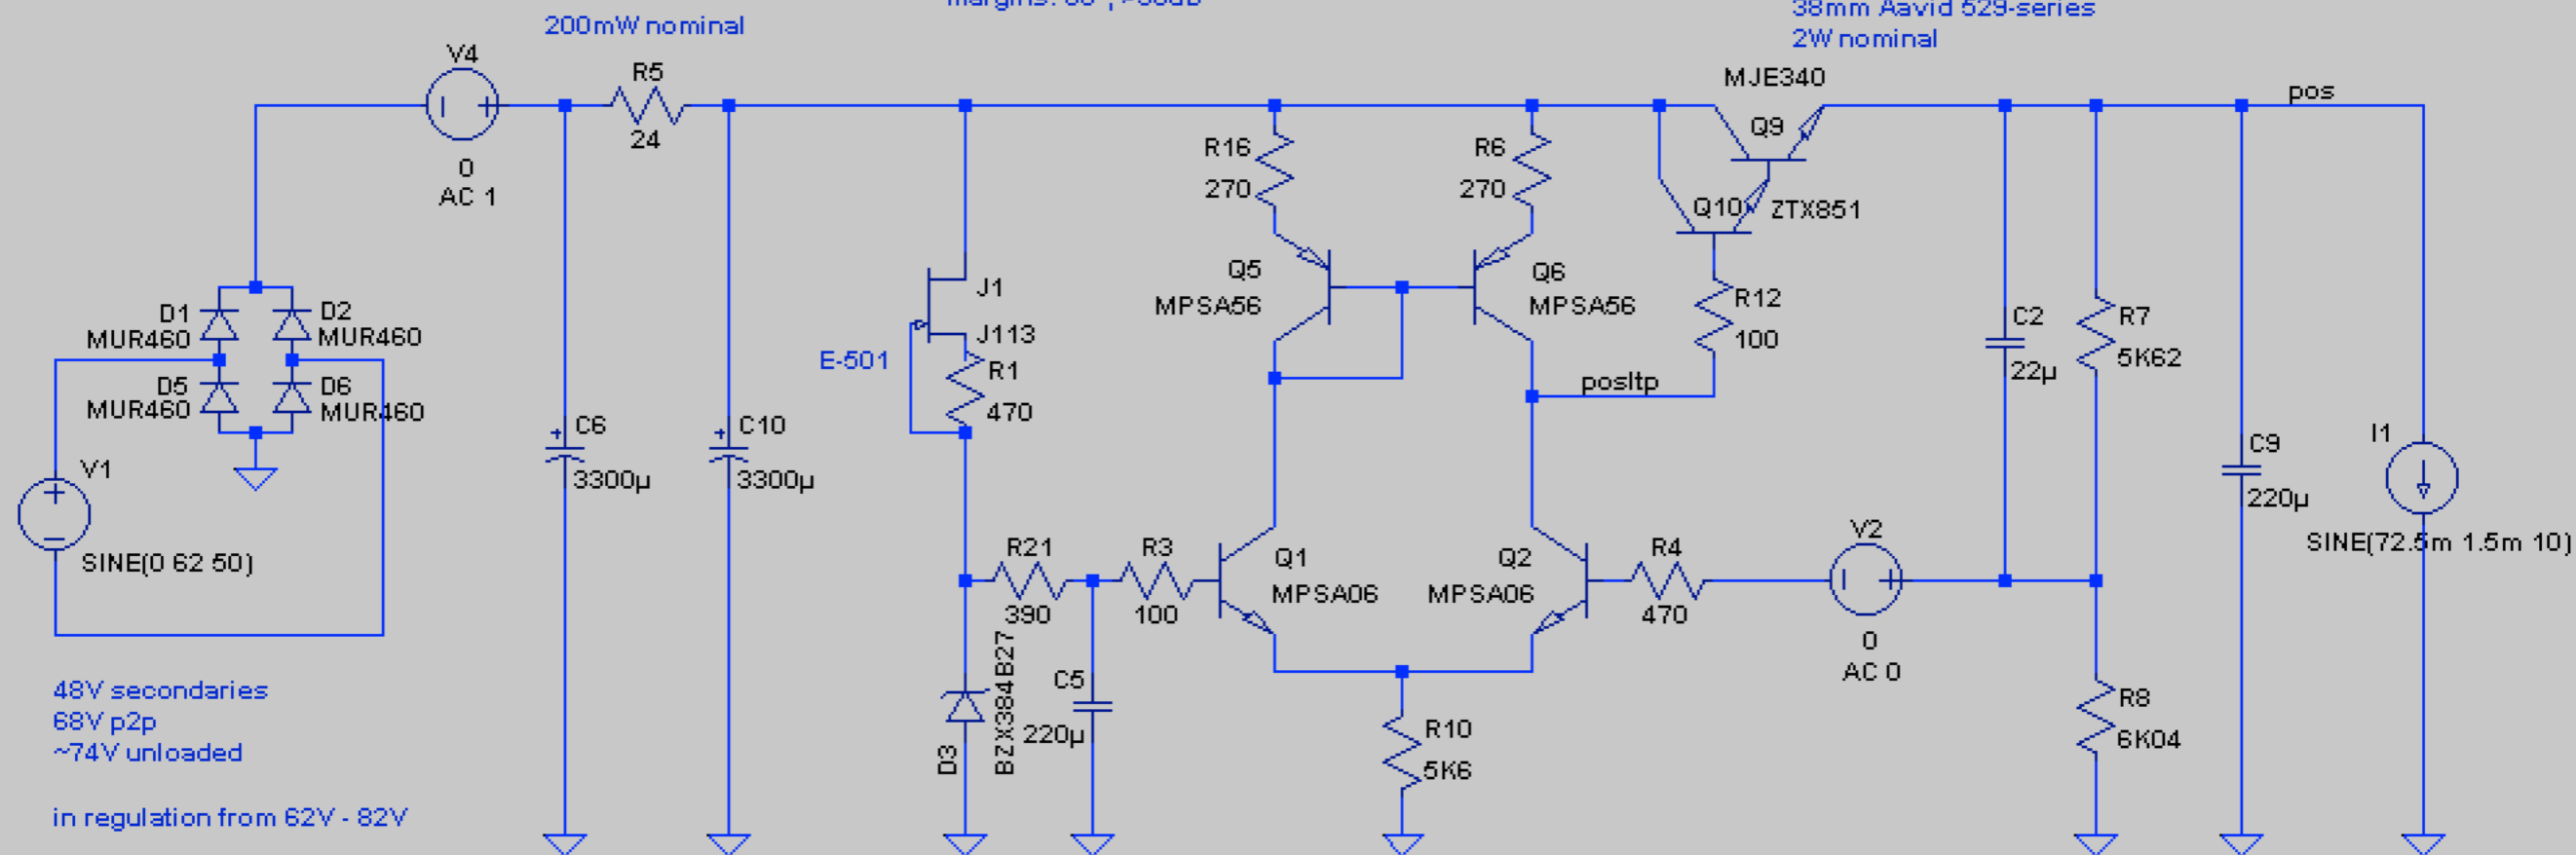 200mW nominal
38mm Aavid 529-series
2W nominal
V4
0
AC 1
R5
24
R16
270
R6
270
MJE340
Q9
Q10
ZTX851
pos
D1
MUR460
D2
MUR460
D5
MUR460
D6
MUR460
V1
SINE(0 62 50)
C6
3300µ
C10
3300µ
J1
J113
E-501
R1
470
Q5
MPSA56
Q6
MPSA56
R12
100
posltp
C2
22µ
R7
5K62
C9
220µ
I1
SINE(72.5m 1.5m 10)
R21
390
R3
100
Q1
MPSA06
Q2
MPSA06
R4
470
V2
0
AC 0
D3
BZX384B27
C5
220µ
R10
5K6
R8
6K04
48V secondaries
68V p2p
~74V unloaded
in regulation from 62V - 82V